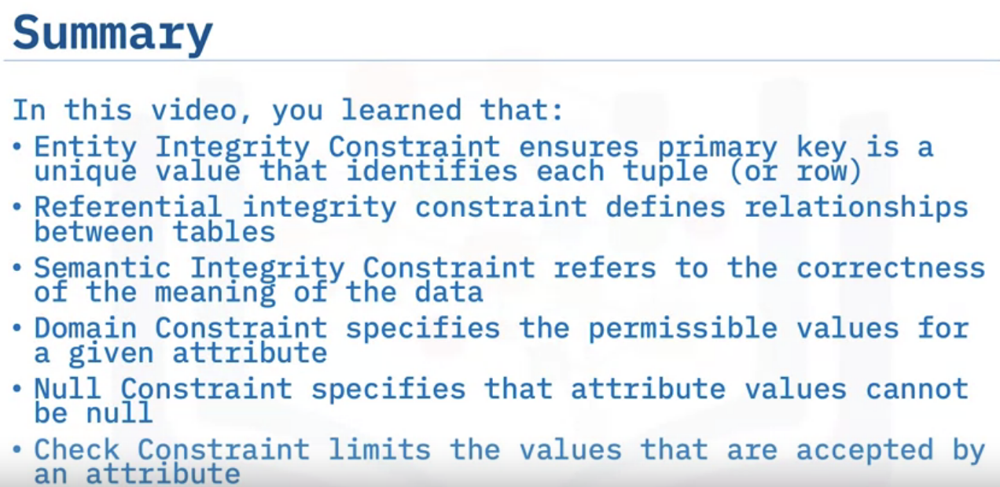 Summary
In this video, you learned that:
• Entity Integrity Constraint ensures primary key is a
unique value that identifies each tuple (or row)
• Referential integrity constraint defines relationships
between tables
• Semantic Integrity Constraint refers to the correctness
of the meaning of the data
• Domain Constraint specifies the permissible values for
a given attribute
• Null Constraint specifies that attribute values cannot
be null
• Check Constraint limits the values that are accepted by
an attribute